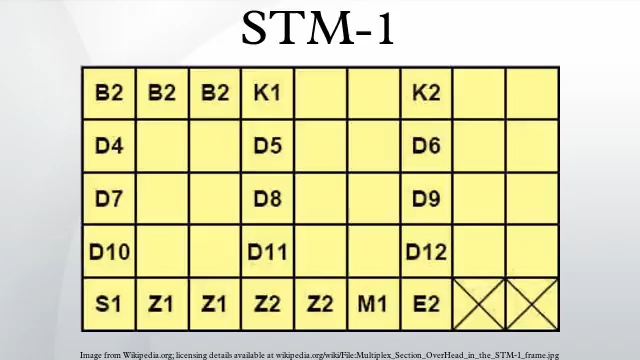 STM-1
B2 B2 B2 K1 K2
D4 D5 D6
D7 D8 D9
D10 D11 D12
S1 Z1 Z1 Z2 Z2 M1 E2
Image from Wikipedia.org; licensing details available at wikipedia.org/wiki/File:Multiplex_Section_OverHead_in_the_STM-1_frame.jpg